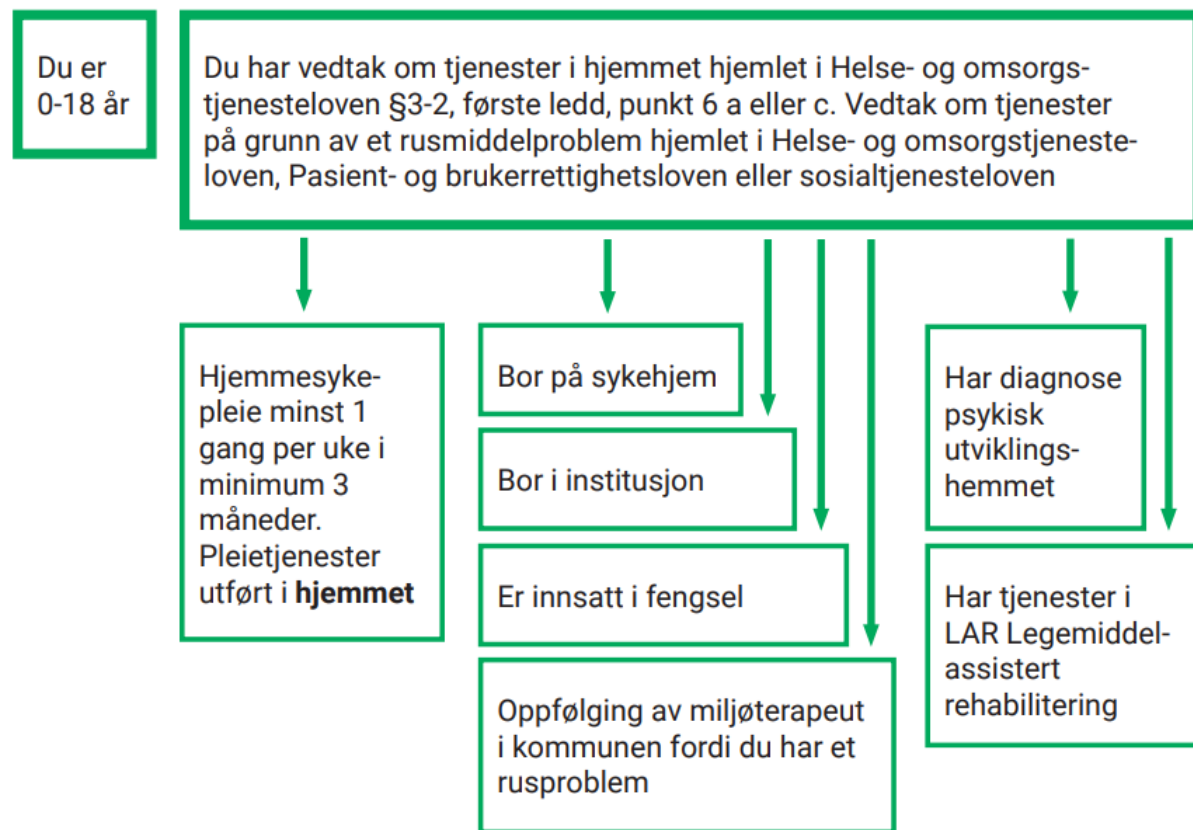 Du er
0-18 år
Du har vedtak om tjenester i hjemmet hjemlet i Helse- og omsorgs-
tjenesteloven §3-2, første ledd, punkt 6 a eller c. Vedtak om tjenester
på grunn av et rusmiddelproblem hjemlet i Helse- og omsorgstjeneste-
loven, Pasient- og brukerrettighetsloven eller sosialtjenesteloven
Hjemmesyke-
pleie minst 1
gang per uke i
minimum 3
måneder.
Pleietjenester
utført i hjemmet
Bor på sykehjem
Bor i institusjon
Er innsatt i fengsel
Oppfølging av miljøterapeut
i kommunen fordi du har et
rusproblem
Har diagnose
psykisk
utviklings-
hemmet
Har tjenester i
LAR Legemiddel-
assistert
rehabilitering